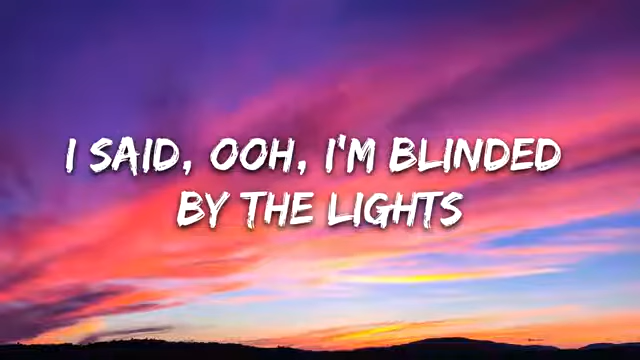 I SAID, OOH, I'M BLINDED
BY THE LIGHTS